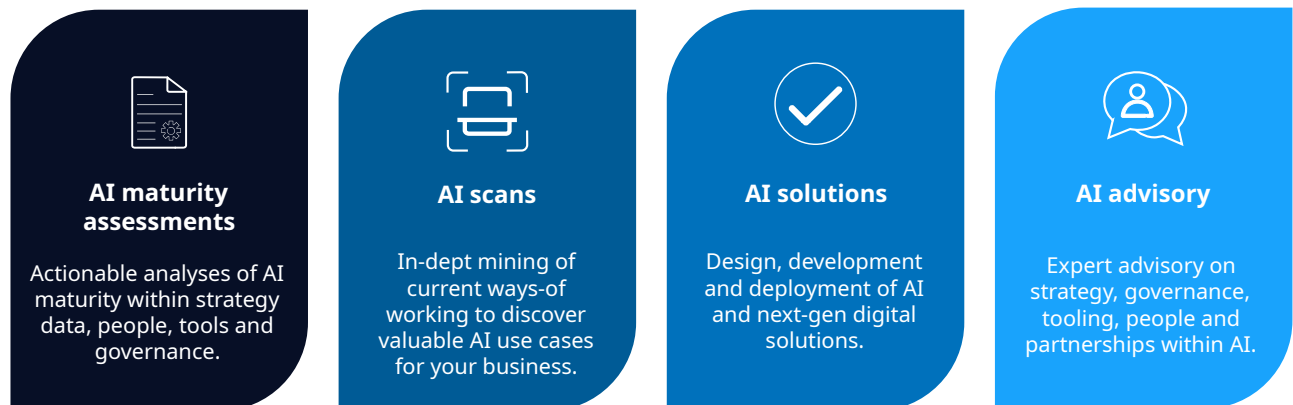 AI maturity
assessments
Actionable analyses of AI
maturity within strategy
data, people, tools and
governance.
AI scans
In-dept mining of
current ways-of
working to discover
valuable AI use cases
for your business.
AI solutions
Design, development
and deployment of AI
and next-gen digital
solutions.
AI advisory
Expert advisory on
strategy, governance,
tooling, people and
partnerships within AI.